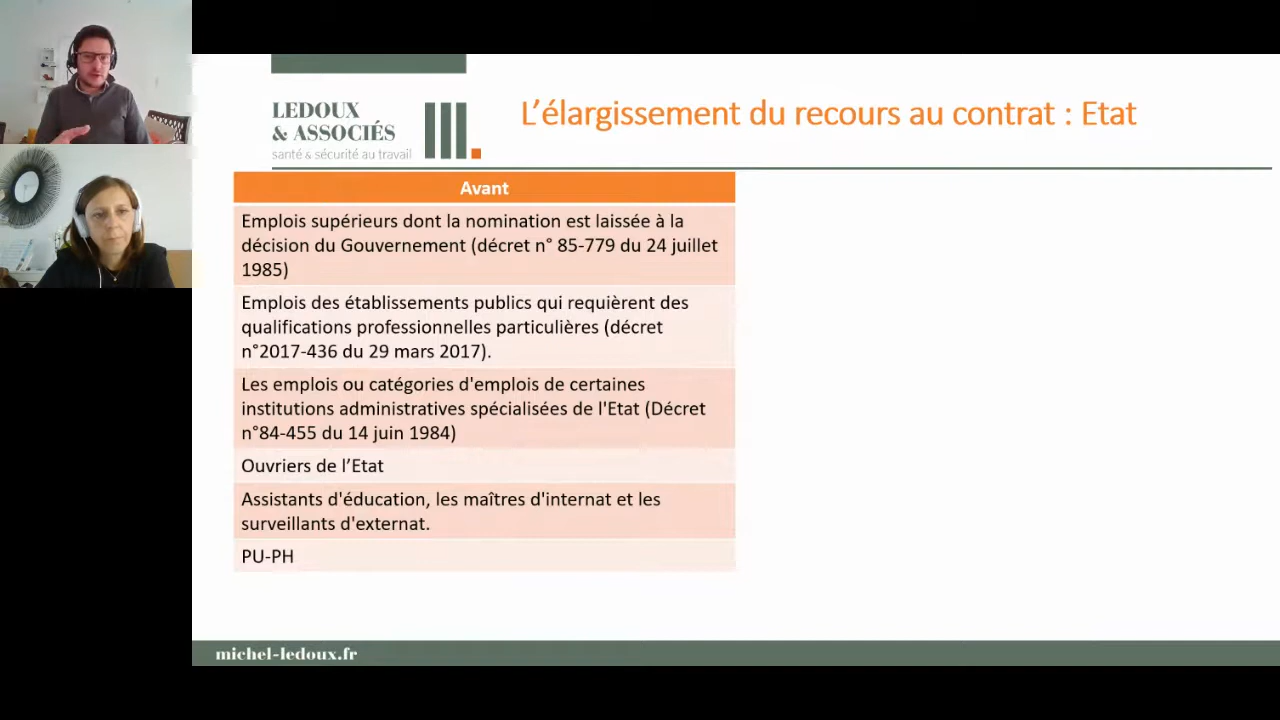 LEDOUX
& ASSOCIÉS
santé & sécurité au travail
L’élargissement du recours au contrat : Etat
Avant
Emplois supérieurs dont la nomination est laissée à la
décision du Gouvernement (décret n° 85-779 du 24 juillet
1985)
Emplois des établissements publics qui requièrent des
qualifications professionnelles particulières (décret
n°2017-436 du 29 mars 2017).
Les emplois ou catégories d'emplois de certaines
institutions administratives spécialisées de l'Etat (Décret
n°84-455 du 14 juin 1984)
Ouvriers de l’Etat
Assistants d'éducation, les maîtres d'internat et les
surveillants d'externat.
PU-PH
michel-ledoux.fr